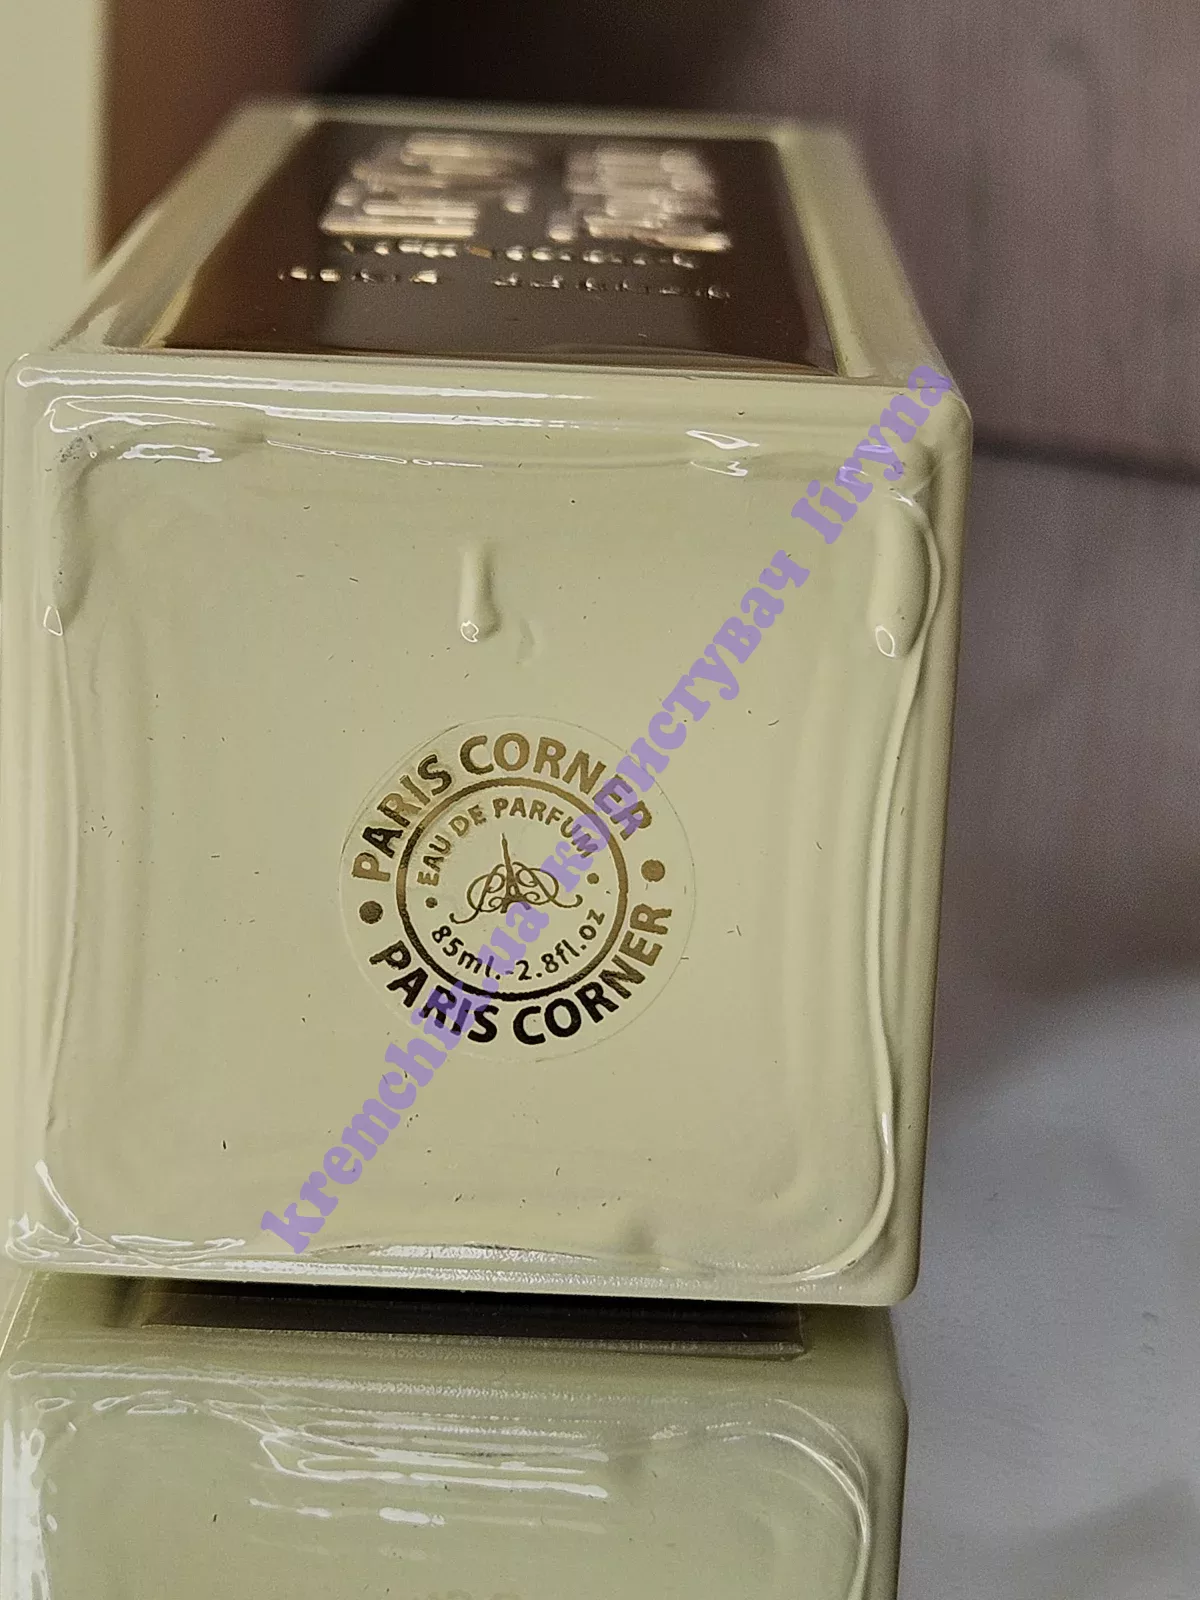 PARIS CORNER
EAU DE PARFUM
85ml.-2.8fl.oz
PARIS CORNER
kremchik.ua користувач Iiryna